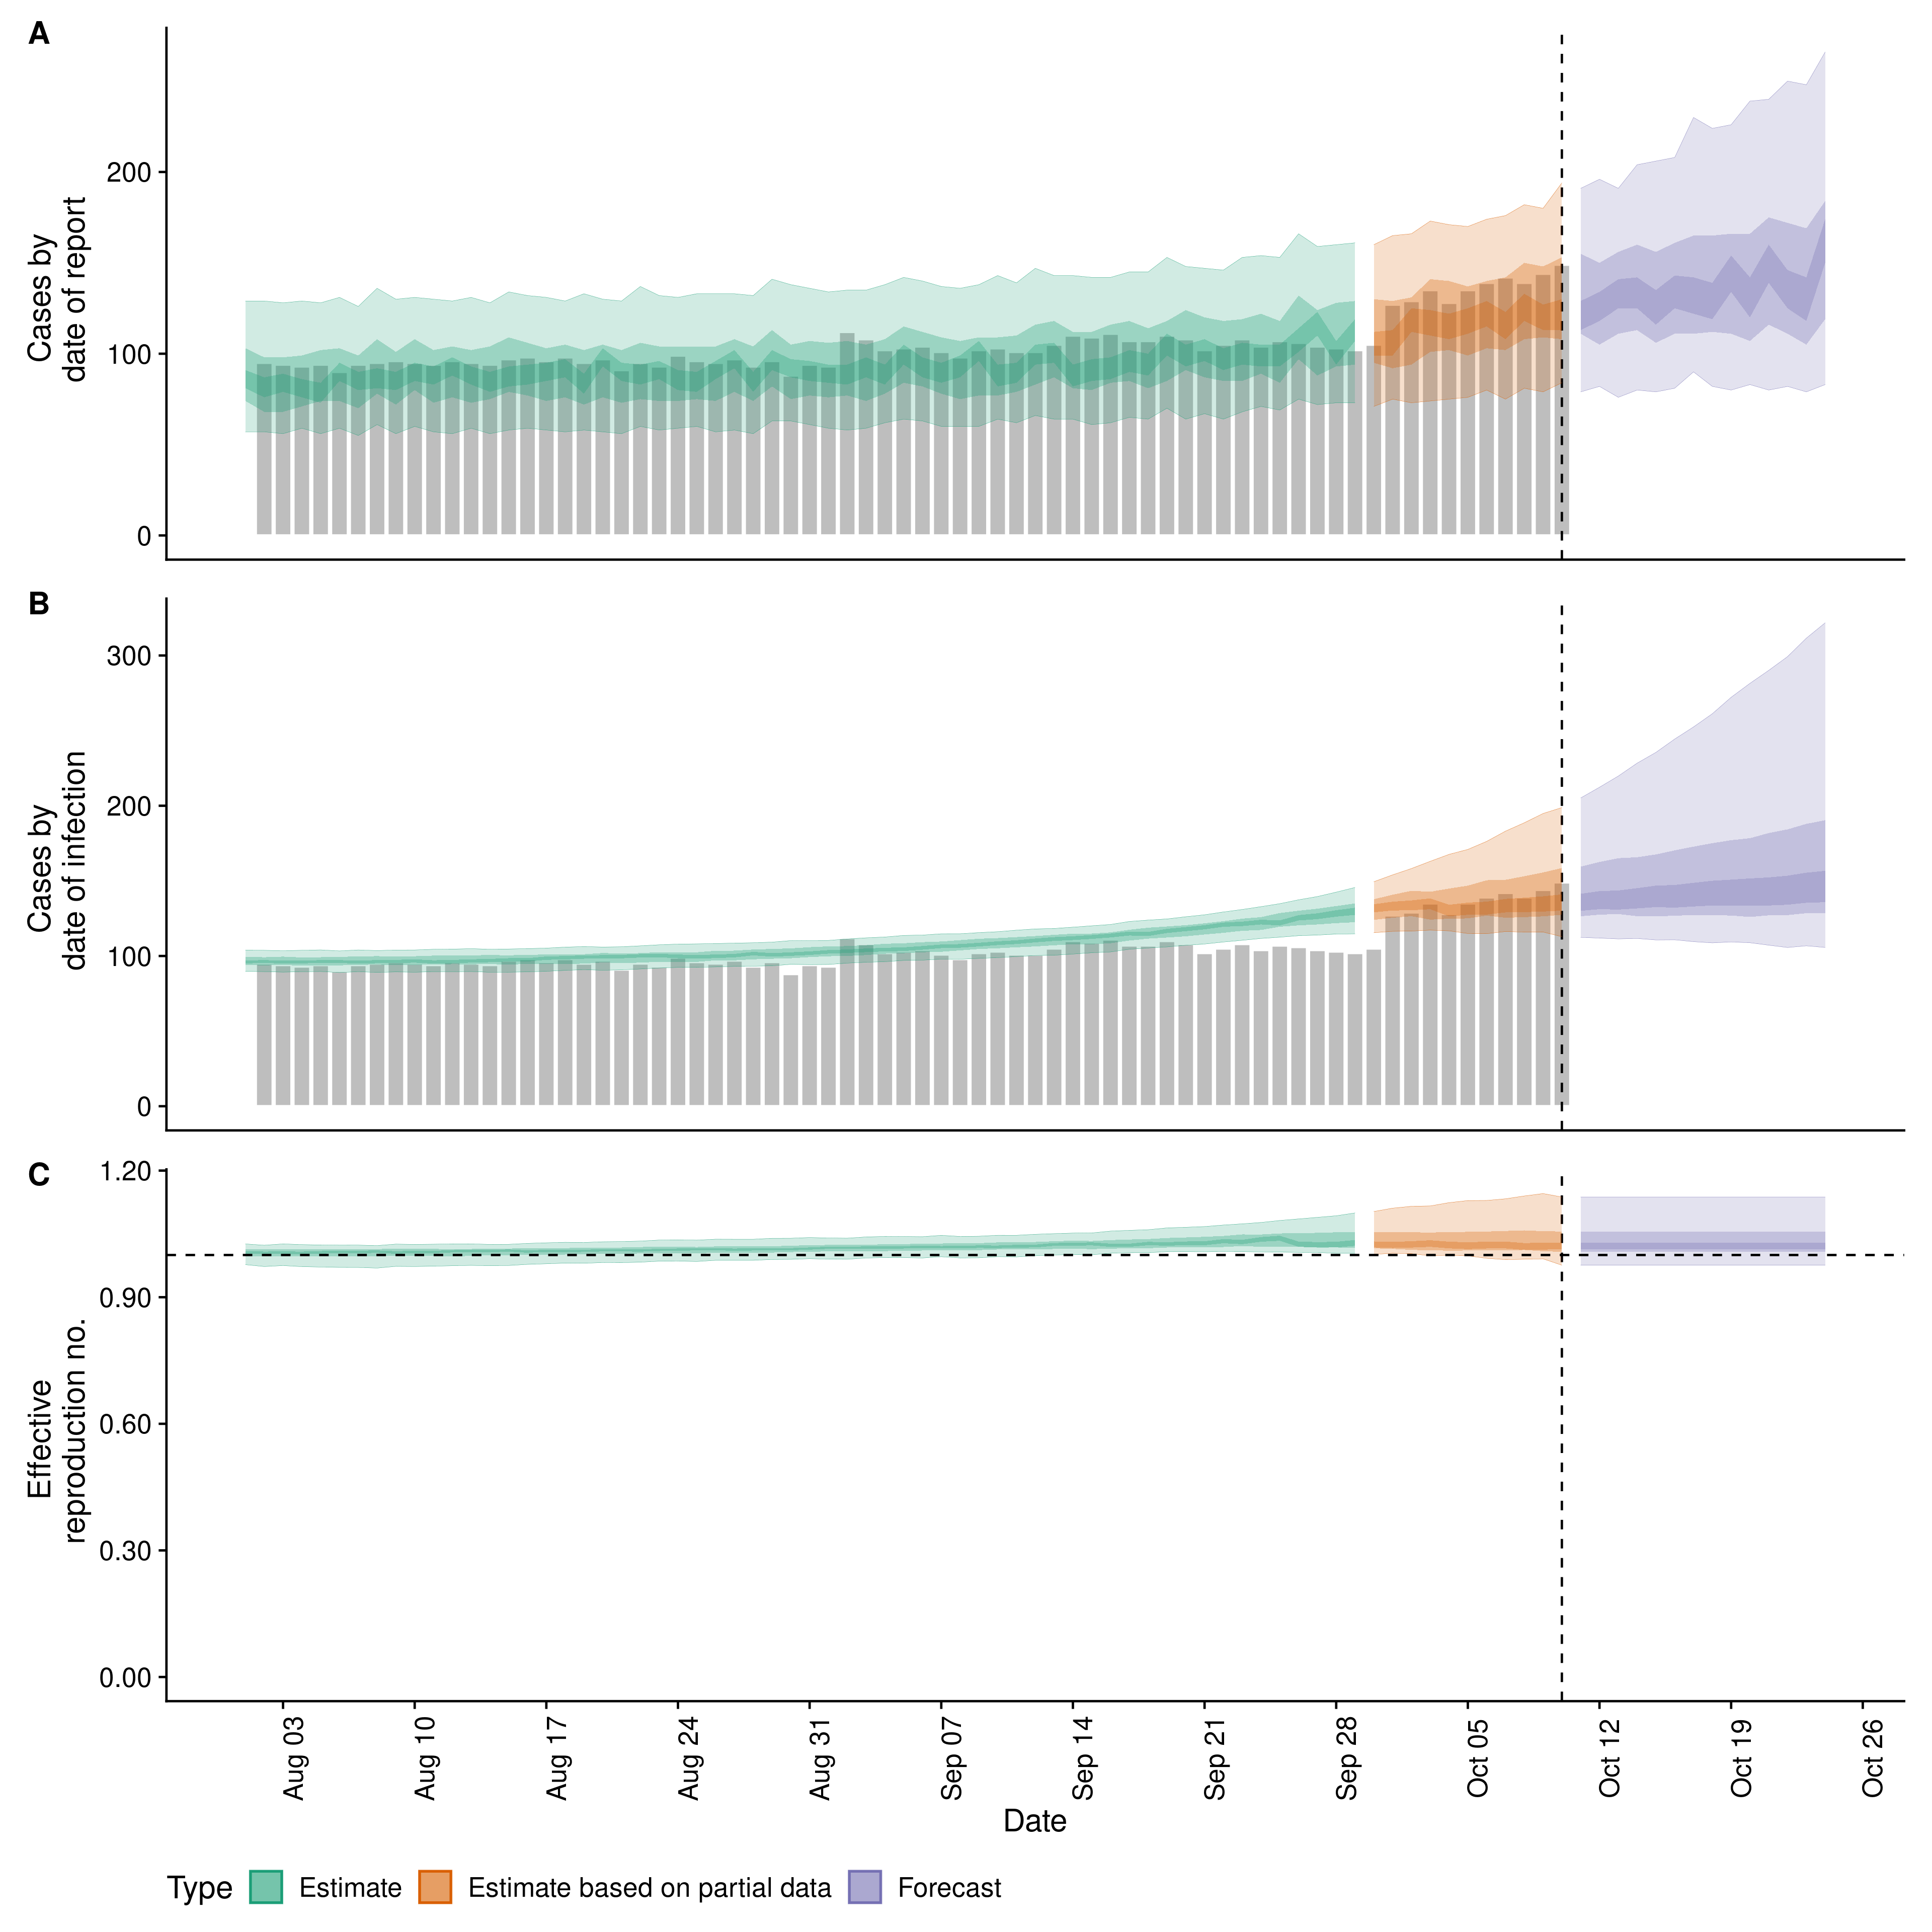 A
Cases by
date of report
200
100
0
B
Cases by
date of infection
300
200
100
0
C
Effective
reproduction no.
1.20
0.90
0.60
0.30
0.00
Aug 03
Aug 10
Aug 17
Aug 24
Aug 31
Sep 07
Sep 14
Sep 21
Sep 28
Oct 05
Oct 12
Oct 19
Oct 26
Date
Type Estimate Estimate based on partial data Forecast